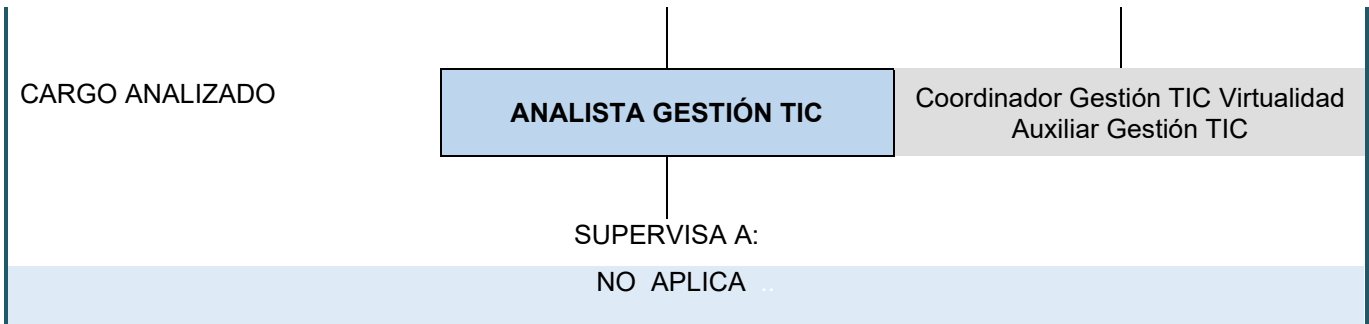 CARGO ANALIZADO
ANALISTA GESTIÓN TIC
Coordinador Gestión TIC Virtualidad
Auxiliar Gestión TIC
SUPERVISA A:
NO APLICA ..